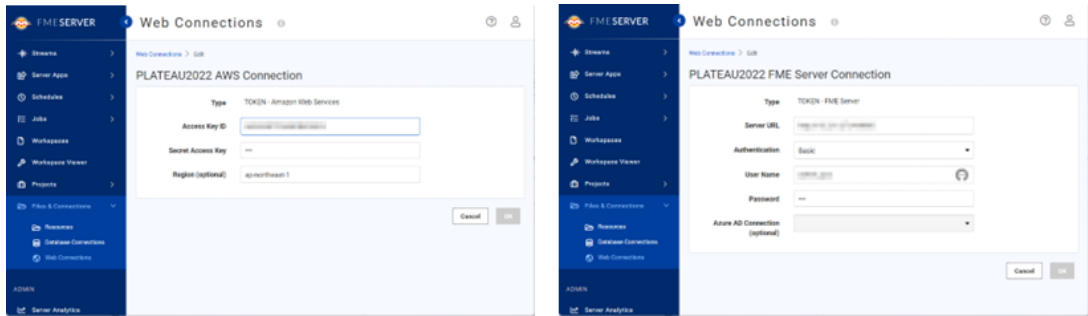 FMESERVER
Web Connections
Streams
Server Apps
Schedules
Jobs
Workspaces
Workspace Viewer
Projects
Files & Connections
Resources
Database Connections
Web Connections
ADMIN
Server Analytics
Web Connections > Edit
PLATEAU2022 AWS Connection
Type TOKEN - Amazon Web Services
Access Key ID
Secret Access Key
Region (optional) ap-northeast-1
Cancel OK
FMESERVER
Web Connections
Streams
Server Apps
Schedules
Jobs
Workspaces
Workspace Viewer
Projects
Files & Connections
Resources
Database Connections
Web Connections
ADMIN
Server Analytics
Web Connections > Edit
PLATEAU2022 FME Server Connection
Type TOKEN - FME Server
Server URL
Authentication Basic
User Name
Password
Azure AD Connection
(optional)
Cancel OK